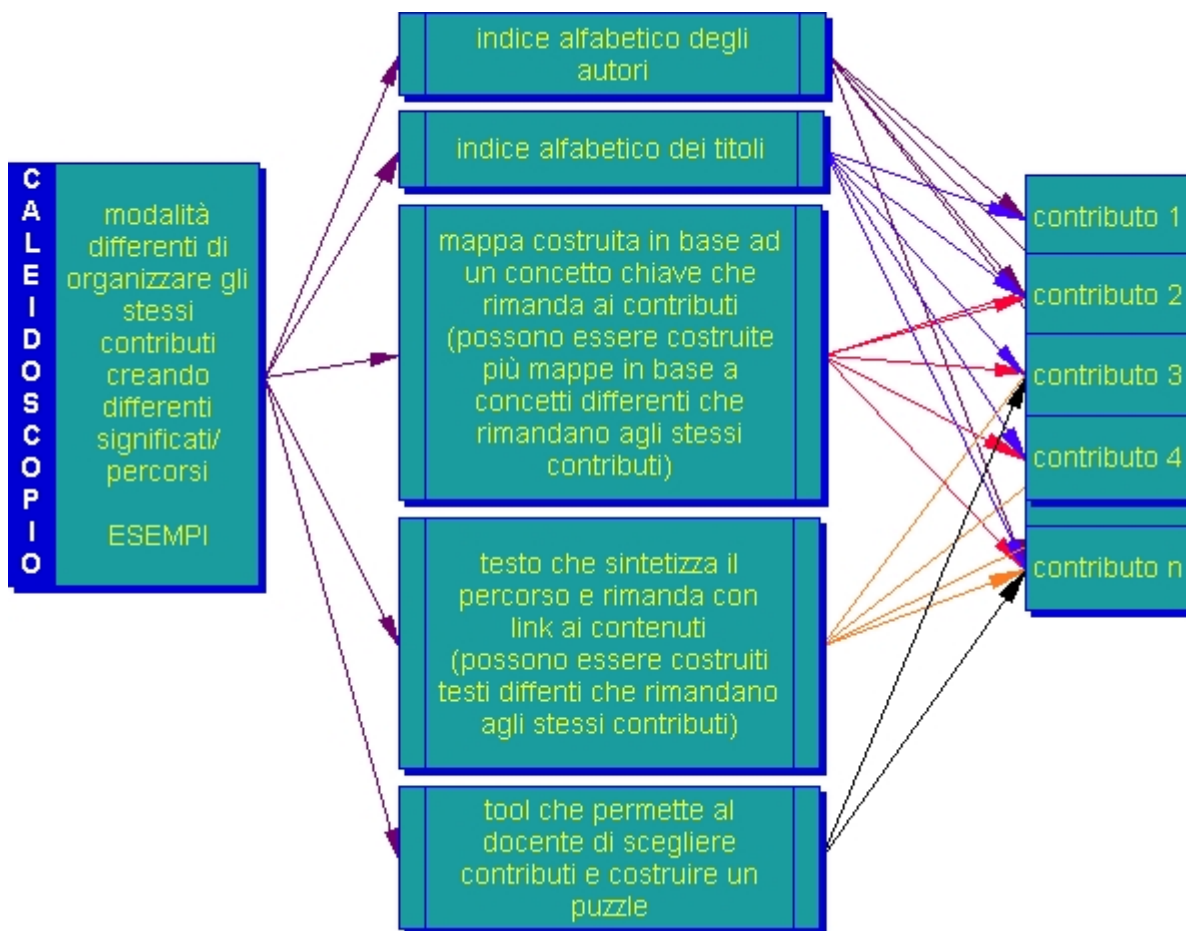 CALEIDOSCOPIO
modalità
differenti di
organizzare gli
stessi
contributi
creando
differenti
significati/
percorsi
ESEMPI
indice alfabetico degli
autori
indice alfabetico dei titoli
mappa costruita in base ad
un concetto chiave che
rimanda ai contributi
(possono essere costruite
più mappe in base a
concetti differenti che
rimandano agli stessi
contributi)
testo che sintetizza il
percorso e rimanda con
link ai contenuti
(possono essere costruiti
testi diffenti che rimandano
agli stessi contributi)
tool che permette al
docente di scegliere
contributi e costruire un
puzzle
contributo 1
contributo 2
contributo 3
contributo 4
contributo n